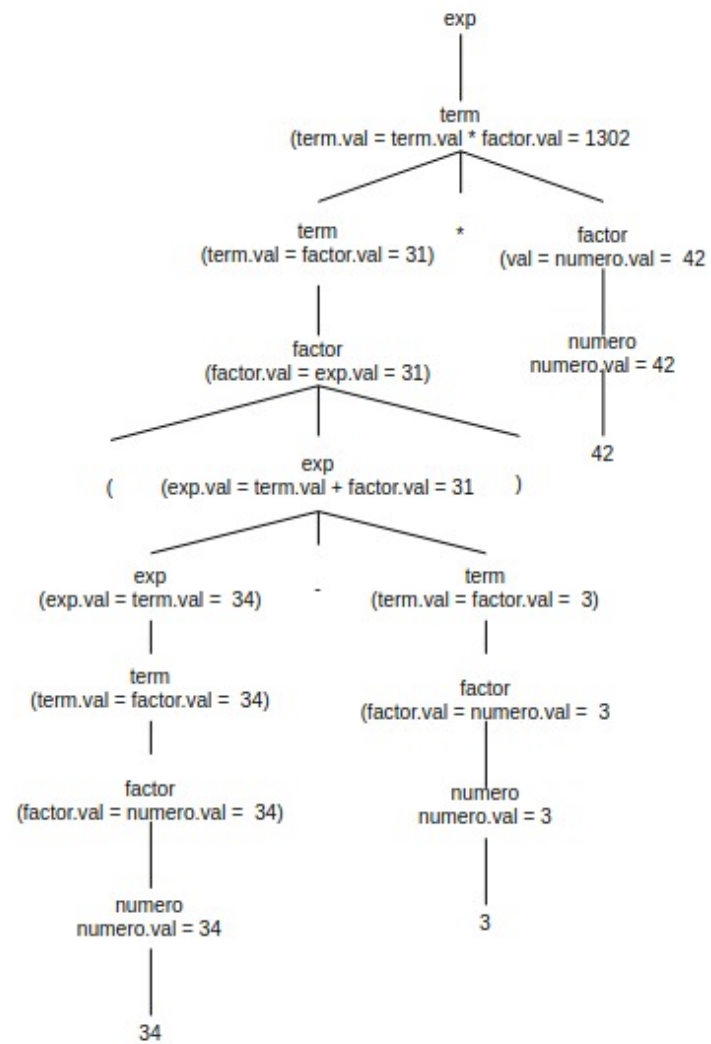 exp
term
(term.val = term.val * factor.val = 1302
term
(term.val = factor.val = 31)
*
factor
(val = numero.val = 42
factor
(factor.val = exp.val = 31)
numero
numero.val = 42
42
(
exp
(exp.val = term.val + factor.val = 31
)
exp
(exp.val = term.val = 34)
-
term
(term.val = factor.val = 3)
term
(term.val = factor.val = 34)
factor
(factor.val = numero.val = 3
factor
(factor.val = numero.val = 34)
numero
numero.val = 3
numero
numero.val = 34
3
34